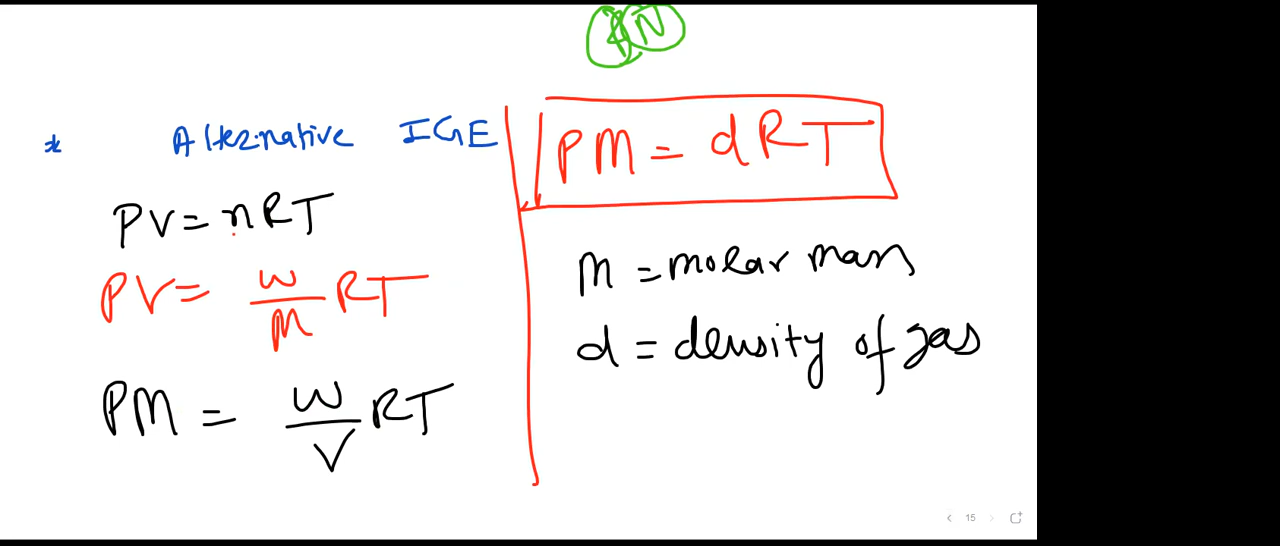 * Alternative IGE
PV = nRT
PV = w/M RT
PM = w/V RT
PM = dRT
M = molar mass
d = density of gas
15